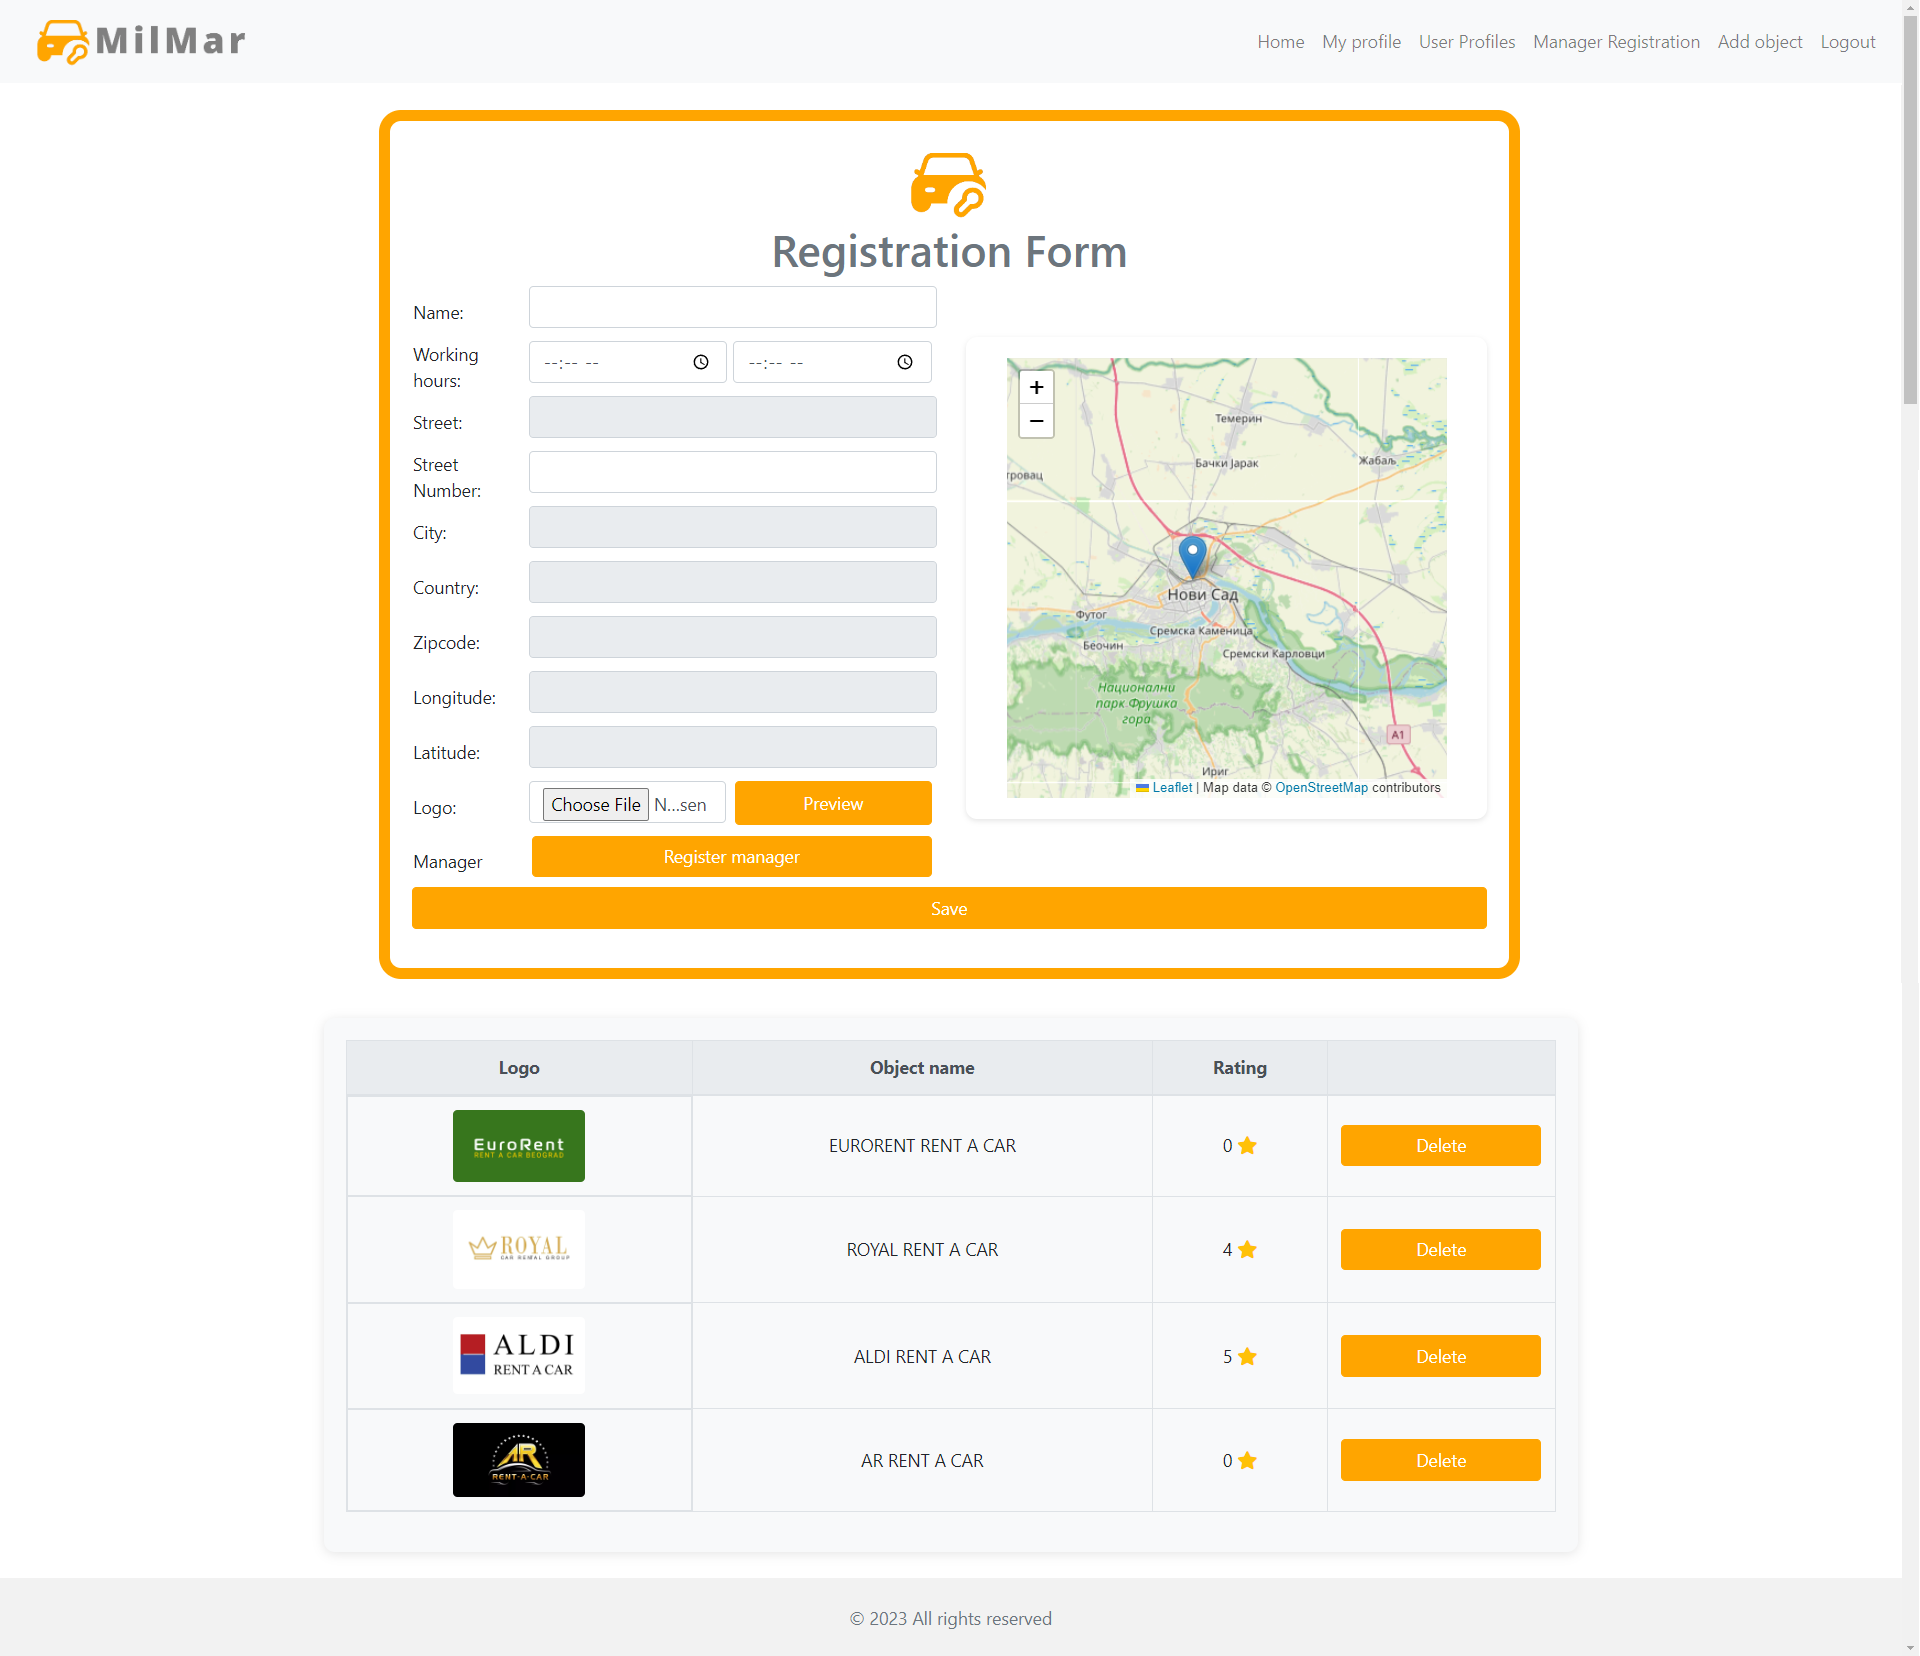 MilMar
Home My profile User Profiles Manager Registration Add object Logout
Registration Form
Name:
Working
hours:
--:-- --
--:-- --
Street:
Street
Number:
City:
Country:
Zipcode:
Longitude:
Latitude:
Logo:
Choose File N...sen
Preview
Manager
Register manager
Save
+
−
Темерин
Бачки Јарак
Жабаљ
тровац
Нови Сад
Футог
Сремска Каменица
Беочин
Сремски Карловци
Национални
парк Фрушка
гора
A1
Ириг
Leaflet | Map data © OpenStreetMap contributors
Logo Object name Rating
EuroRent
RENT A CAR BEOGRAD
EURORENT RENT A CAR 0 Delete
ROYAL
CAR RENTAL GROUP
ROYAL RENT A CAR 4 Delete
ALDI
RENT A CAR
ALDI RENT A CAR 5 Delete
AR
RENT-A-CAR
AR RENT A CAR 0 Delete
© 2023 All rights reserved